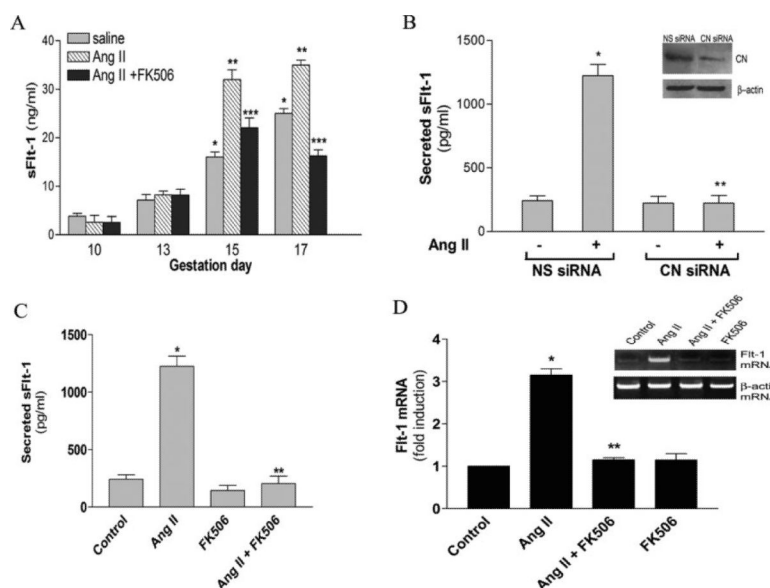 A
saline
Ang II
Ang II +FK506
sFlt-1 (ng/ml)
40
30
20
10
0
*
**
***
*
**
***
10 13 15 17
Gestation day
B
NS siRNA CN siRNA
CN
β-actin
Secreted sFlt-1
(pg/ml)
1500
1000
500
0
*
**
Ang II - + - +
NS siRNA CN siRNA
C
Secreted sFlt-1
(pg/ml)
1500
1000
500
0
*
**
Control
Ang II
FK506
Ang II + FK506
D
Control
Ang II
Ang II + FK506
FK506
Flt-1
mRNA
β-acti
mRNA
Flt-1 mRNA
(fold induction)
4
3
2
1
0
*
**
Control
Ang II
Ang II + FK506
FK506